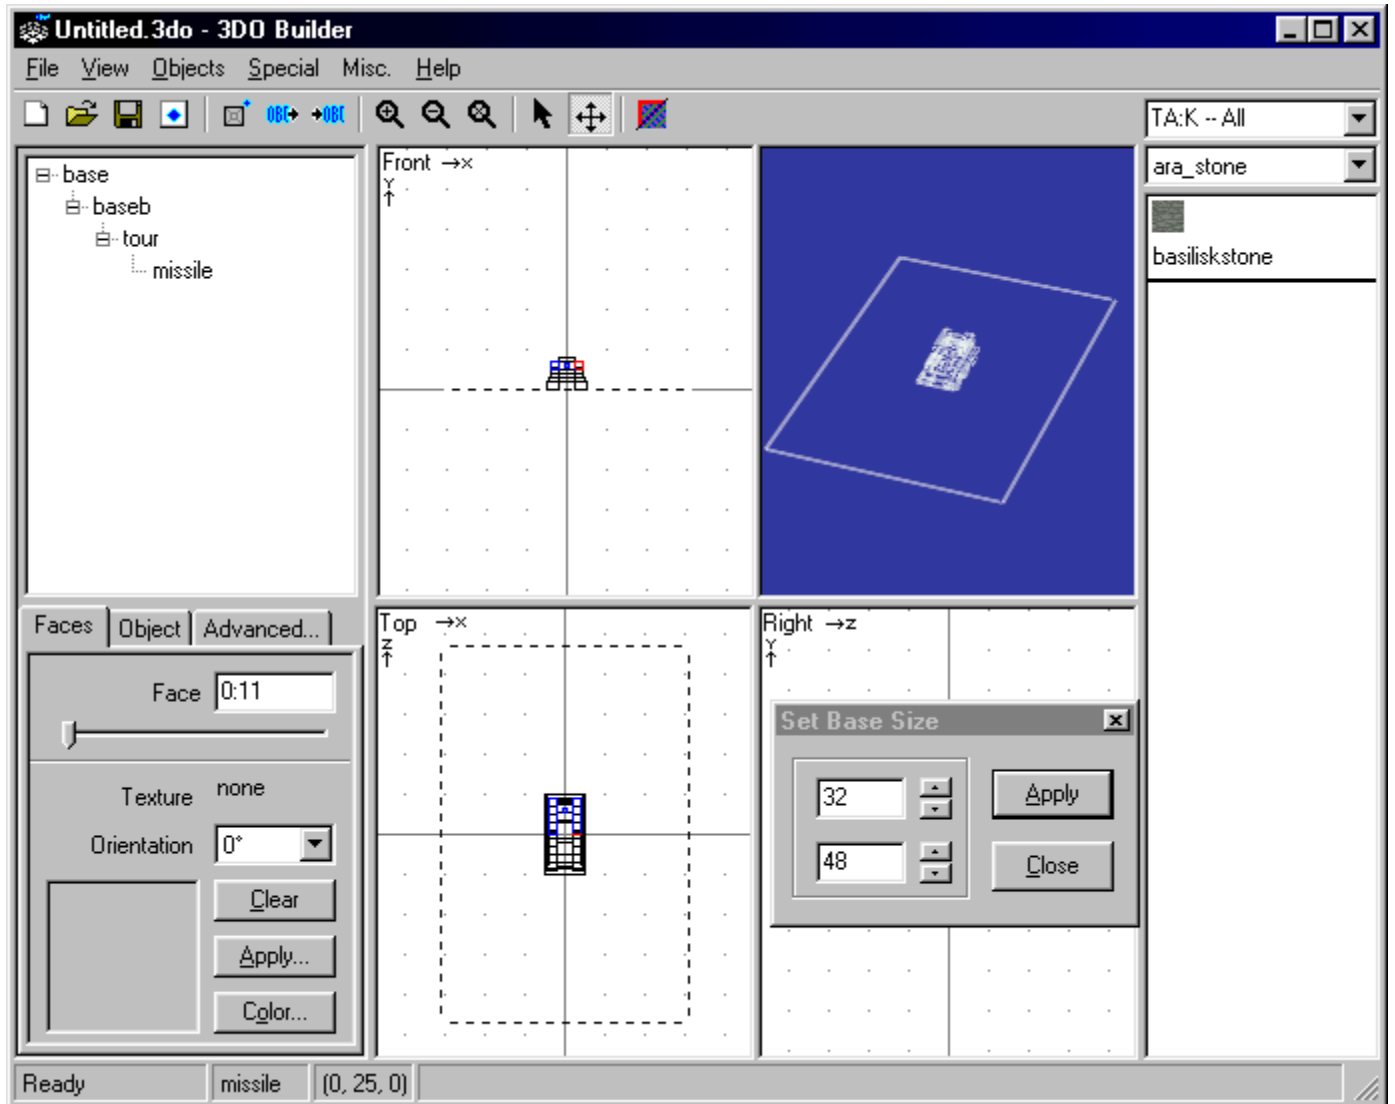 Untitled.3do - 3DO Builder
File View Objects Special Misc. Help
TA:K -- All
ara_stone
basiliskstone
base
baseb
tour
missile
Front →x
Y
↑
Faces Object Advanced...
Face 0:11
Texture none
Orientation 0°
Clear
Apply...
Color...
Top →x
Z
↑
Right →z
Y
↑
Set Base Size
32
Apply
48
Close
Ready missile (0, 25, 0)